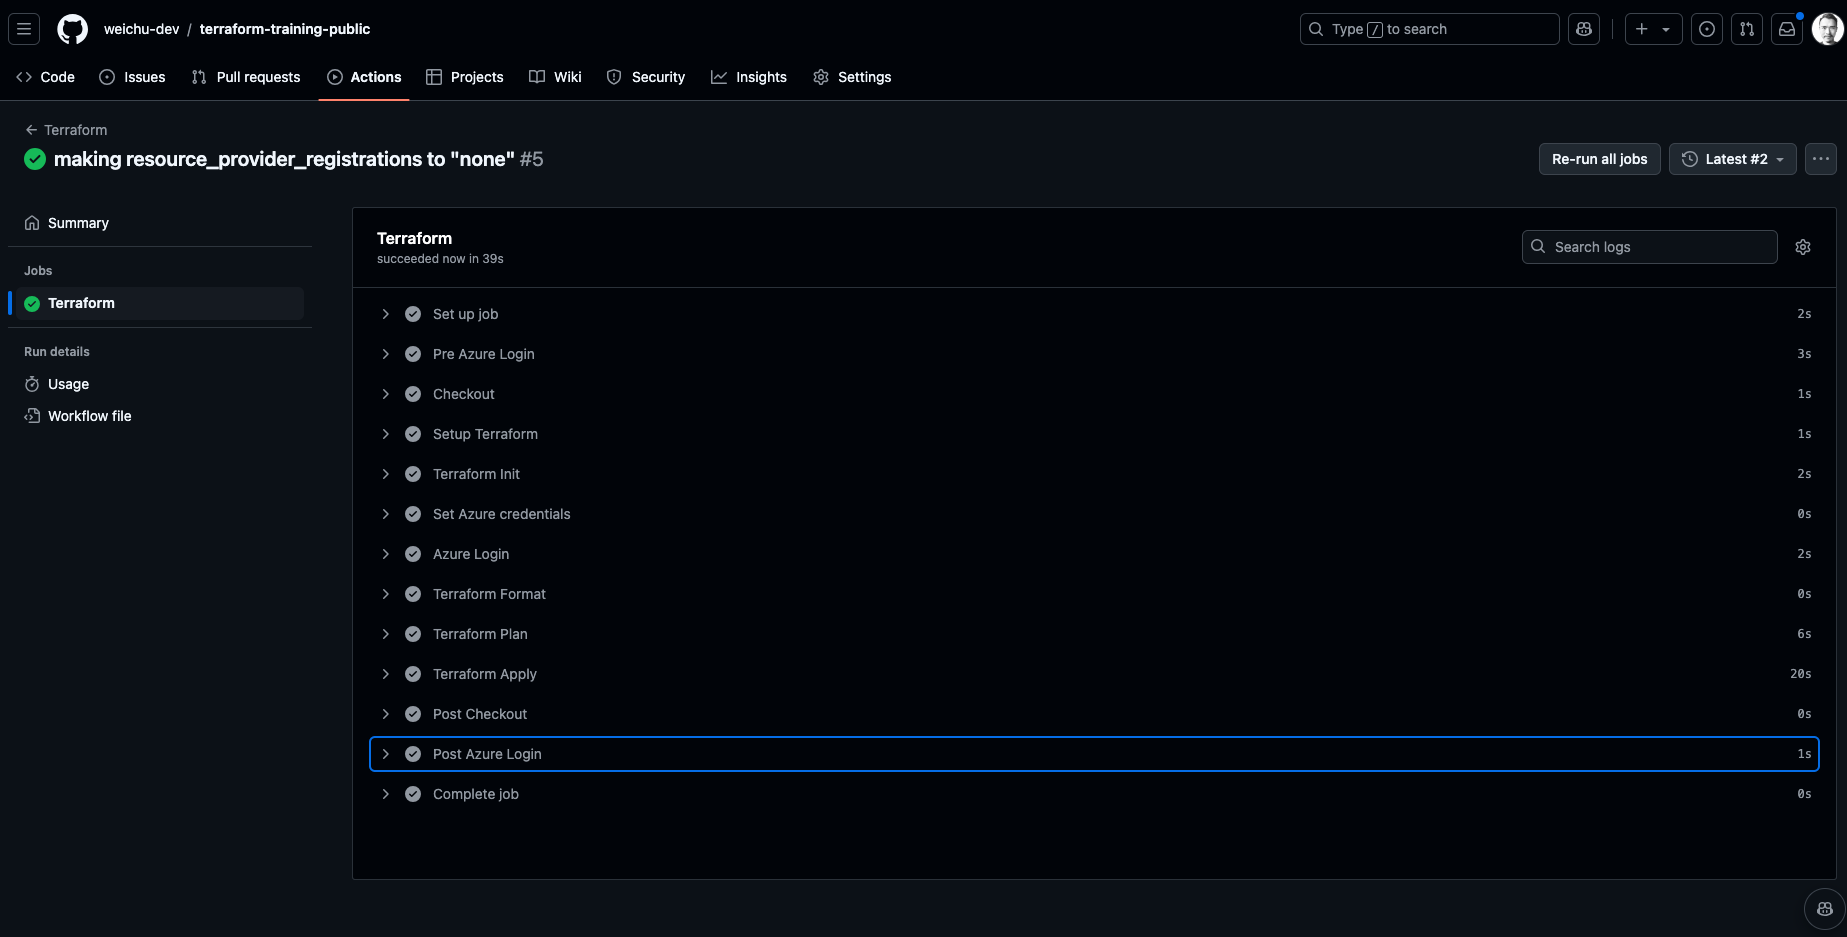 weichu-dev / terraform-training-public
Type / to search
Code Issues Pull requests Actions Projects Wiki Security Insights Settings
Terraform
making resource_provider_registrations to "none" #5
Re-run all jobs
Latest #2
Summary
Jobs
Terraform
Run details
Usage
Workflow file
Terraform
succeeded now in 39s
Search logs
Set up job 2s
Pre Azure Login 3s
Checkout 1s
Setup Terraform 1s
Terraform Init 2s
Set Azure credentials 0s
Azure Login 2s
Terraform Format 0s
Terraform Plan 6s
Terraform Apply 20s
Post Checkout 0s
Post Azure Login 1s
Complete job 0s